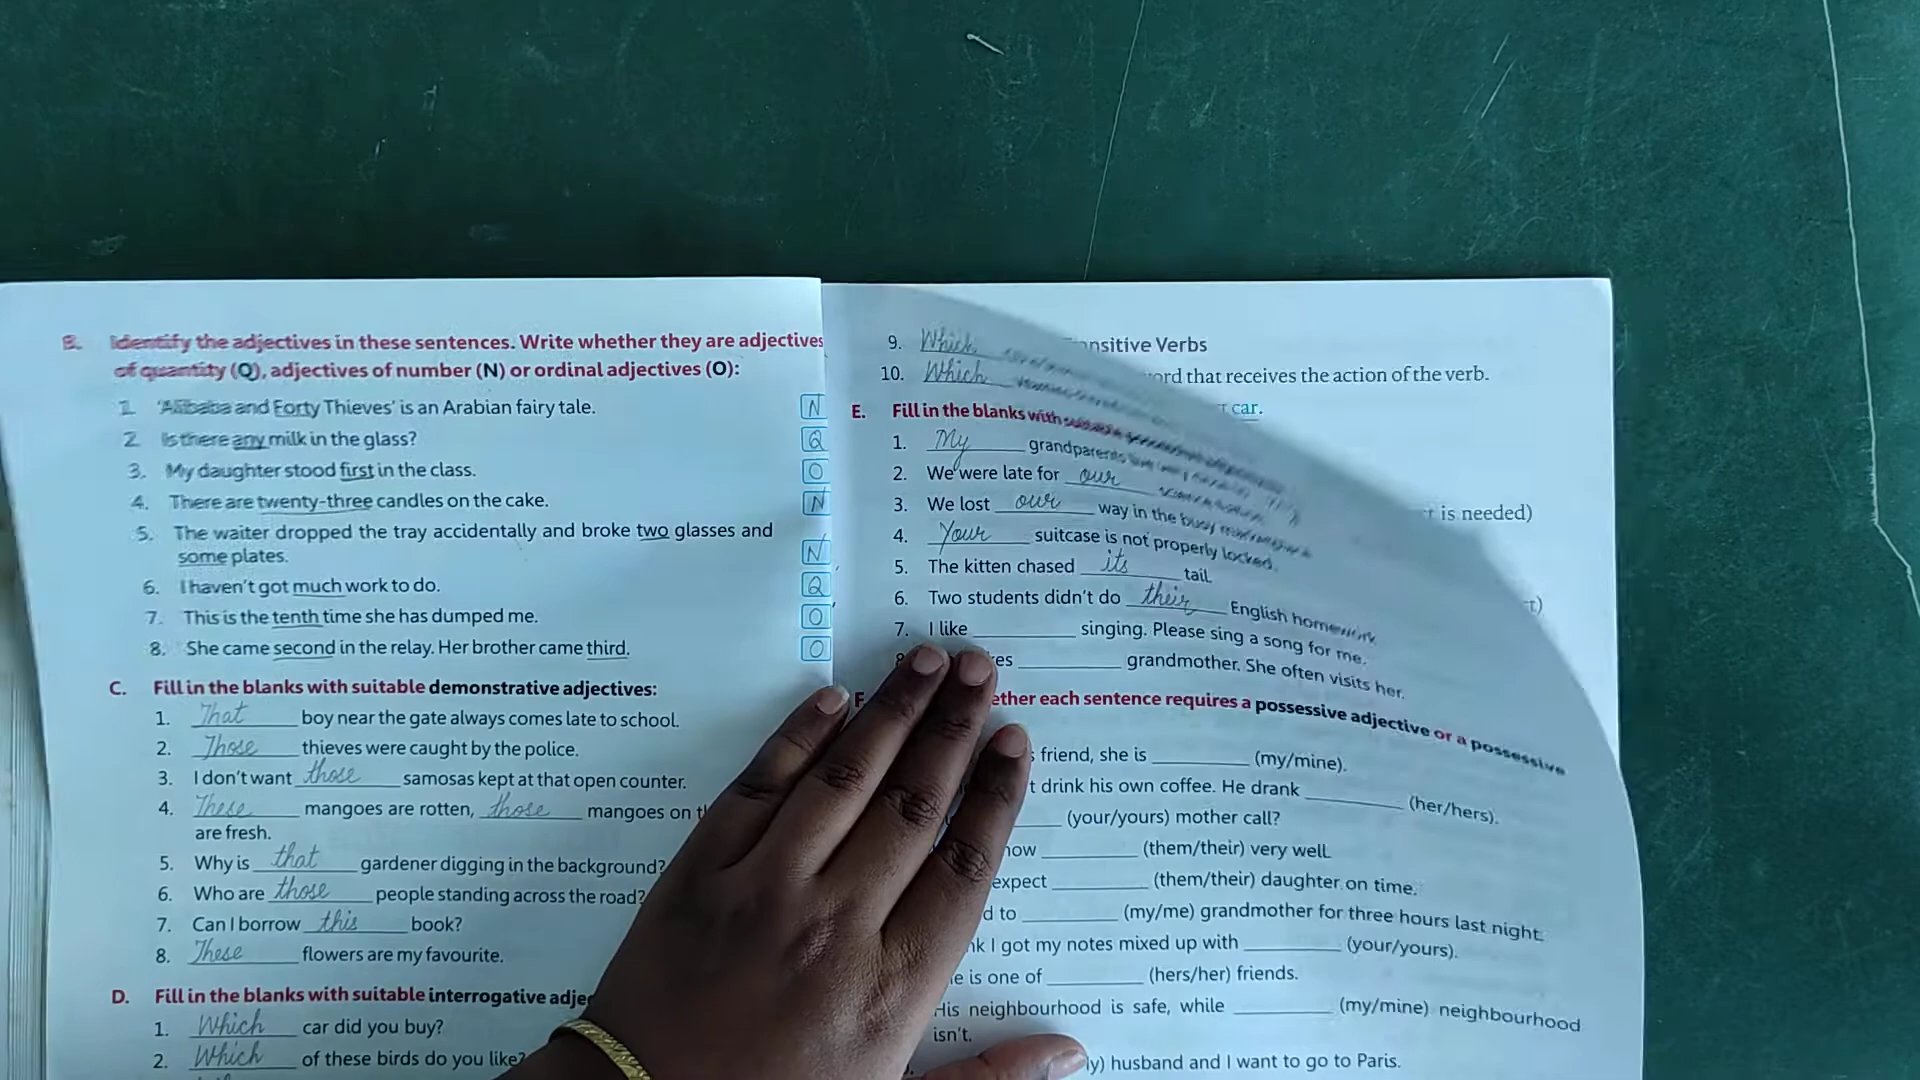 B. Identify the adjectives in these sentences. Write whether they are adjectives
of quantity (Q), adjectives of number (N) or ordinal adjectives (O):
1. 'Alibaba and Forty Thieves' is an Arabian fairy tale. N
2. Is there any milk in the glass? Q
3. My daughter stood first in the class. O
4. There are twenty-three candles on the cake. N
5. The waiter dropped the tray accidentally and broke two glasses and
some plates. N
6. I haven't got much work to do. Q
7. This is the tenth time she has dumped me. O
8. She came second in the relay. Her brother came third. O
C. Fill in the blanks with suitable demonstrative adjectives:
1. That boy near the gate always comes late to school.
2. Those thieves were caught by the police.
3. I don't want those samosas kept at that open counter.
4. These mangoes are rotten, those mangoes on
are fresh.
5. Why is that gardener digging in the background?
6. Who are those people standing across the road?
7. Can I borrow this book?
8. These flowers are my favourite.
D. Fill in the blanks with suitable interrogative
1. Which car did you buy?
2. Which of these birds do you like?
9. Which
10. Which
E. Fill in the blanks with
1. My grandparents
2. We were late for our
3. We lost our way in the busy
4. Your suitcase is not properly locked.
5. The kitten chased its tail.
6. Two students didn't do their English homework.
7. I like ________ singing. Please sing a song for me.
________ grandmother. She often visits her.
each sentence requires a possessive adjective or a possessive
friend, she is ________ (my/mine).
drink his own coffee. He drank ________ (her/hers).
________ (your/yours) mother call?
________ (them/their) very well.
expect ________ (them/their) daughter on time.
to ________ (my/me) grandmother for three hours last night.
I got my notes mixed up with ________ (your/yours).
is one of ________ (hers/her) friends.
His neighbourhood is safe, while ________ (my/mine) neighbourhood
isn't.
husband and I want to go to Paris.
Verbs
that receives the action of the verb.
car.
is needed)